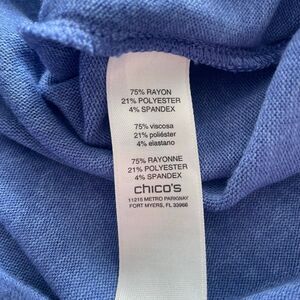 75% RAYON
21% POLYESTER
4% SPANDEX
75% viscosa
21% poliéster
4% elastano
75% RAYONNE
21% POLYESTER
4% SPANDEX
chico's
11215 METRO PARKWAY
FORT MYERS, FL 33966